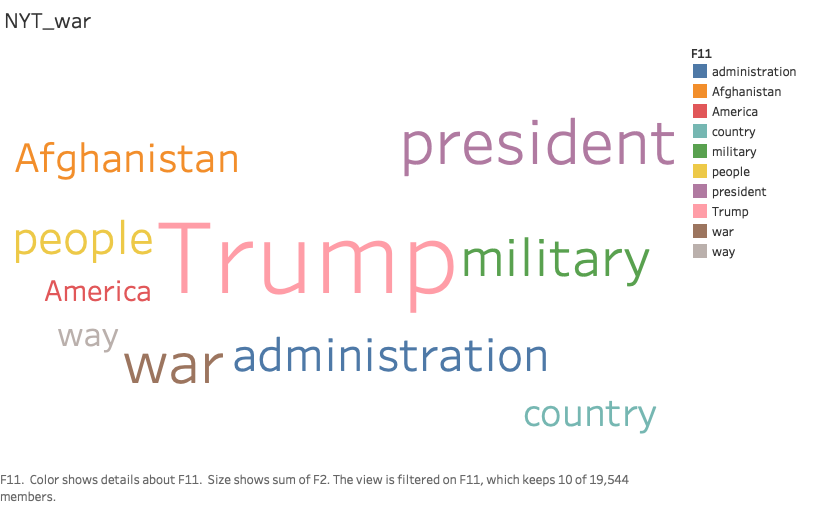 NYT_war
F11
administration
Afghanistan
America
country
military
people
president
Trump
war
way
president
Afghanistan
people
Trump
military
America
way
war
administration
country
F11.  Color shows details about F11.  Size shows sum of F2. The view is filtered on F11, which keeps 10 of 19,544
members.